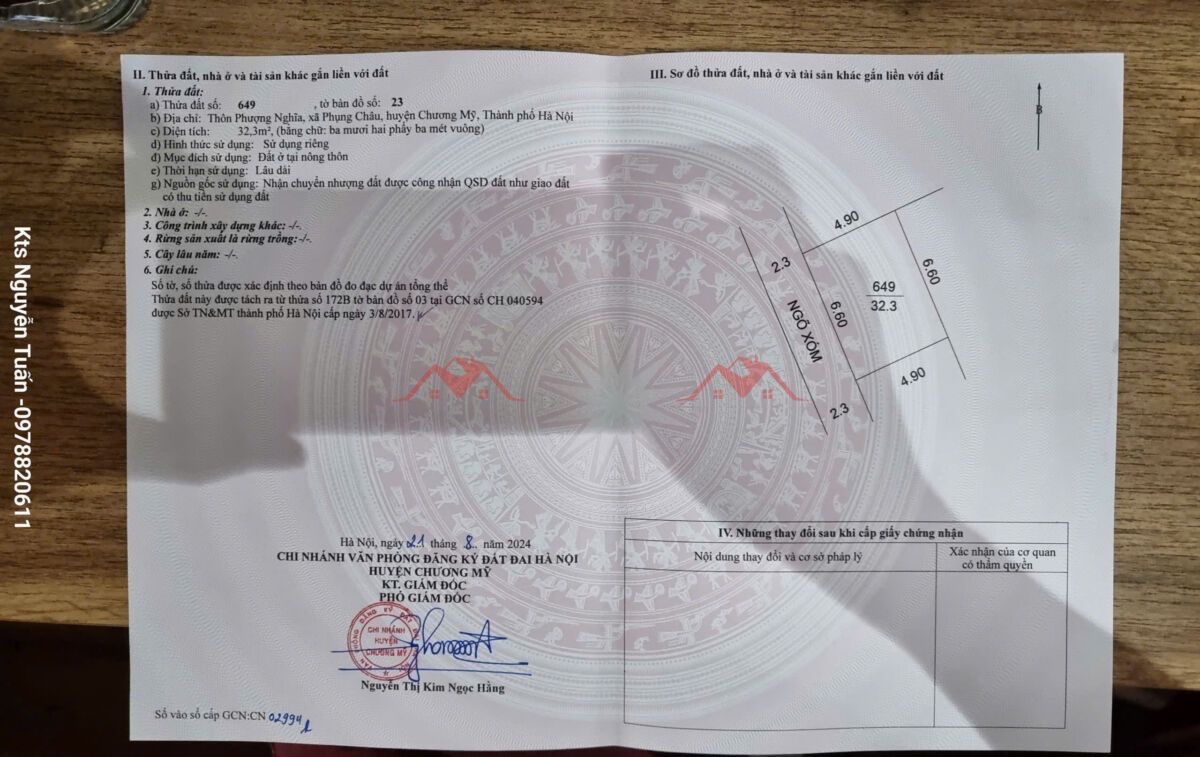 II. Thửa đất, nhà ở và tài sản khác gắn liền với đất
1. Thửa đất:
a) Thửa đất số: 649 , tờ bản đồ số: 23
b) Địa chỉ: Thôn Phượng Nghĩa, xã Phụng Châu, huyện Chương Mỹ, Thành phố Hà Nội
c) Diện tích: 32,3m², (bằng chữ: ba mươi hai phẩy ba mét vuông)
d) Hình thức sử dụng: Sử dụng riêng
đ) Mục đích sử dụng: Đất ở tại nông thôn
e) Thời hạn sử dụng: Lâu dài
g) Nguồn gốc sử dụng: Nhận chuyển nhượng đất được công nhận QSD đất như giao đất
có thu tiền sử dụng đất
2. Nhà ở: -/-.
3. Công trình xây dựng khác: -/-.
4. Rừng sản xuất là rừng trồng:-/-.
5. Cây lâu năm: -/-.
6. Ghi chú:
Số tờ, số thửa được xác định theo bản đồ đo đạc dự án tổng thể
Thửa đất này được tách ra từ thửa số 172B tờ bản đồ số 03 tại GCN số CH 040594
được Sở TN&MT thành phố Hà Nội cấp ngày 3/8/2017.
Hà Nội, ngày 21 tháng 8. năm 2024
CHI NHÁNH VĂN PHÒNG ĐĂNG KÝ ĐẤT ĐAI HÀ NỘI
HUYỆN CHƯƠNG MỸ
KT. GIÁM ĐỐC
PHÓ GIÁM ĐỐC
CHI NHÁNH
HUYỆN
CHƯƠNG MỸ
Nguyễn Thị Kim Ngọc Hằng
Số vào sổ cấp GCN:CN 02994
III. Sơ đồ thửa đất, nhà ở và tài sản khác gắn liền với đất
B
4.90
2.3
6.60
649
32.3
6.60
NGÕ XÓM
4.90
2.3
IV. Những thay đổi sau khi cấp giấy chứng nhận
Nội dung thay đổi và cơ sở pháp lý
Xác nhận của cơ quan
có thẩm quyền
Kts Nguyễn Tuấn -0978820611